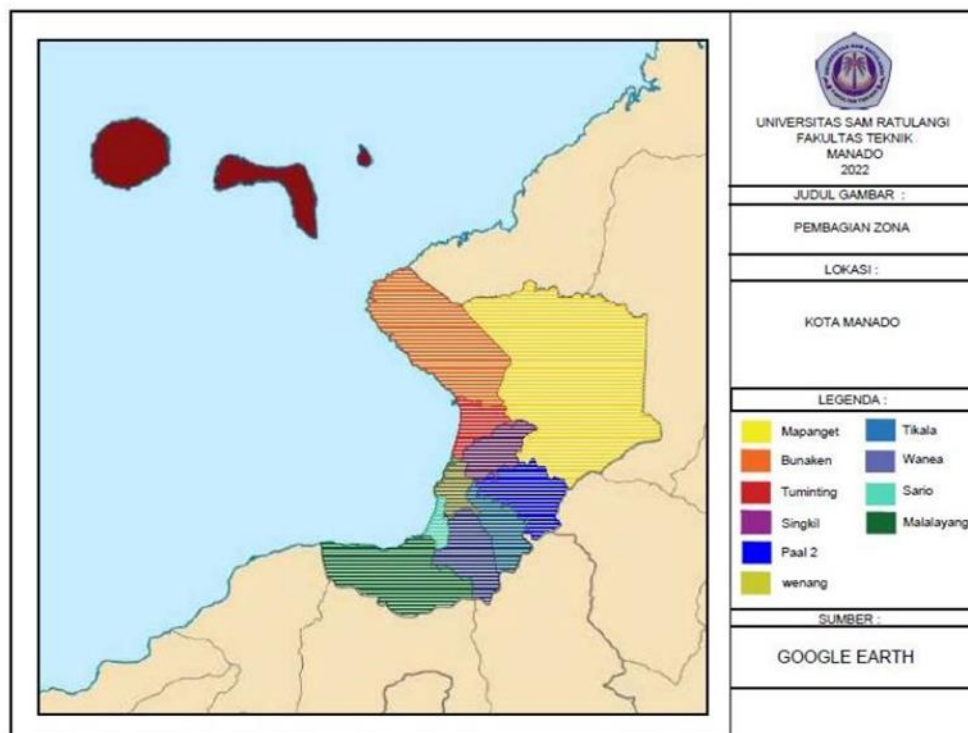 UNIVERSITAS SAM RATULANGI
FAKULTAS TEKNIK
MANADO
2022
JUDUL GAMBAR :
PEMBAGIAN ZONA
LOKASI :
KOTA MANADO
LEGENDA :
Mapanget
Bunaken
Tuminting
Singkil
Paal 2
wenang
Tikala
Wanea
Sario
Malalayang
SUMBER :
GOOGLE EARTH